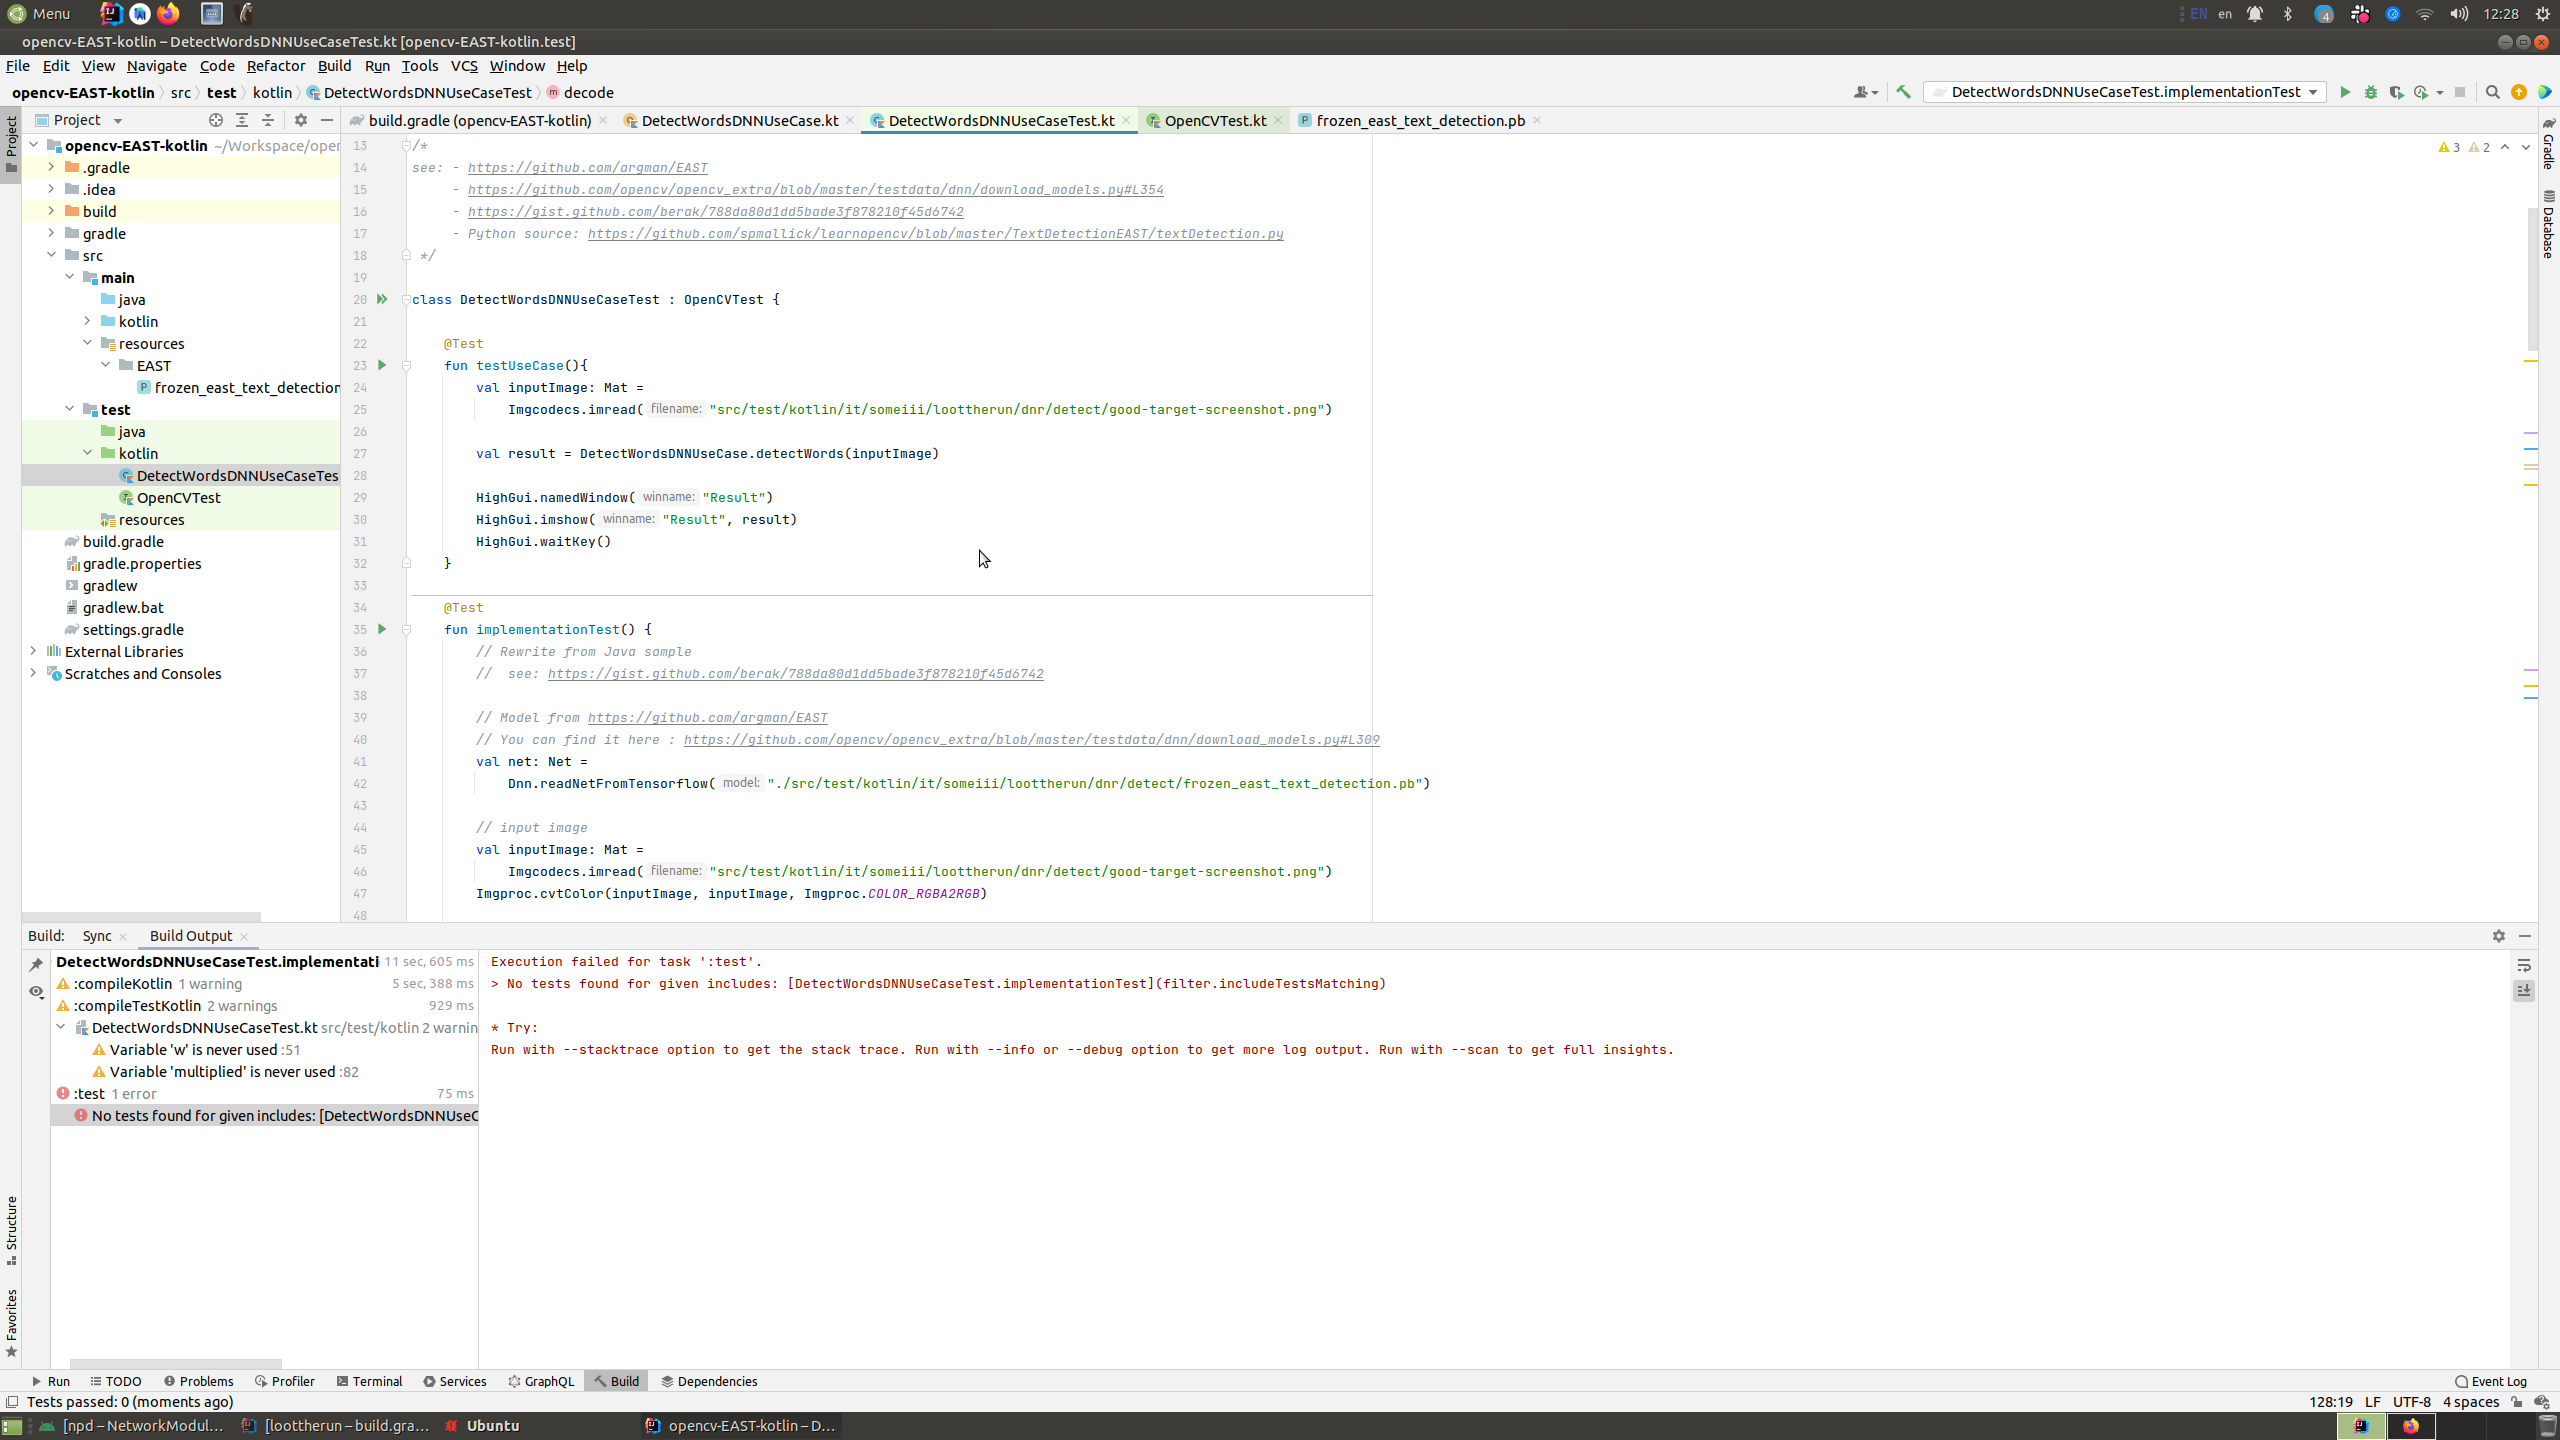 Menu
EN en 4 12:28
opencv-EAST-kotlin – DetectWordsDNNUseCaseTest.kt [opencv-EAST-kotlin.test]
File Edit View Navigate Code Refactor Build Run Tools VCS Window Help
opencv-EAST-kotlin src test kotlin DetectWordsDNNUseCaseTest m decode DetectWordsDNNUseCaseTest.implementationTest
Project build.gradle (opencv-EAST-kotlin) DetectWordsDNNUseCase.kt DetectWordsDNNUseCaseTest.kt OpenCVTest.kt frozen_east_text_detection.pb
Project
Gradle
Database
3 2
opencv-EAST-kotlin ~/Workspace/oper
.gradle
.idea
build
gradle
src
main
java
kotlin
resources
EAST
frozen_east_text_detection
test
java
kotlin
DetectWordsDNNUseCaseTes
OpenCVTest
resources
build.gradle
gradle.properties
gradlew
gradlew.bat
settings.gradle
External Libraries
Scratches and Consoles
13 /*
14 see: - https://github.com/argman/EAST
15 - https://github.com/opencv/opencv_extra/blob/master/testdata/dnn/download_models.py#L354
16 - https://gist.github.com/berak/788da80d1dd5bade3f878210f45d6742
17 - Python source: https://github.com/spmallick/learnopencv/blob/master/TextDetectionEAST/textDetection.py
18 */
19
20 class DetectWordsDNNUseCaseTest : OpenCVTest {
21
22 @Test
23 fun testUseCase(){
24 val inputImage: Mat =
25 Imgcodecs.imread( filename: "src/test/kotlin/it/someiii/loottherun/dnr/detect/good-target-screenshot.png")
26
27 val result = DetectWordsDNNUseCase.detectWords(inputImage)
28
29 HighGui.namedWindow( winname: "Result")
30 HighGui.imshow( winname: "Result", result)
31 HighGui.waitKey()
32 }
33
34 @Test
35 fun implementationTest() {
36 // Rewrite from Java sample
37 // see: https://gist.github.com/berak/788da80d1dd5bade3f878210f45d6742
38
39 // Model from https://github.com/argman/EAST
40 // You can find it here : https://github.com/opencv/opencv_extra/blob/master/testdata/dnn/download_models.py#L309
41 val net: Net =
42 Dnn.readNetFromTensorflow( model: "./src/test/kotlin/it/someiii/loottherun/dnr/detect/frozen_east_text_detection.pb")
43
44 // input image
45 val inputImage: Mat =
46 Imgcodecs.imread( filename: "src/test/kotlin/it/someiii/loottherun/dnr/detect/good-target-screenshot.png")
47 Imgproc.cvtColor(inputImage, inputImage, Imgproc.COLOR_RGBA2RGB)
48
Build: Sync Build Output
DetectWordsDNNUseCaseTest.implementati 11 sec, 605 ms
:compileKotlin 1 warning 5 sec, 388 ms
:compileTestKotlin 2 warnings 929 ms
DetectWordsDNNUseCaseTest.kt src/test/kotlin 2 warnin
Variable 'w' is never used :51
Variable 'multiplied' is never used :82
:test 1 error 75 ms
No tests found for given includes: [DetectWordsDNNUseC
Execution failed for task ':test'.
> No tests found for given includes: [DetectWordsDNNUseCaseTest.implementationTest](filter.includeTestsMatching)
* Try:
Run with --stacktrace option to get the stack trace. Run with --info or --debug option to get more log output. Run with --scan to get full insights.
Structure
Favorites
Run TODO Problems Profiler Terminal Services GraphQL Build Dependencies Event Log
Tests passed: 0 (moments ago) 128:19 LF UTF-8 4 spaces
[npd – NetworkModul... [loottherun – build.gra... Ubuntu opencv-EAST-kotlin – D...